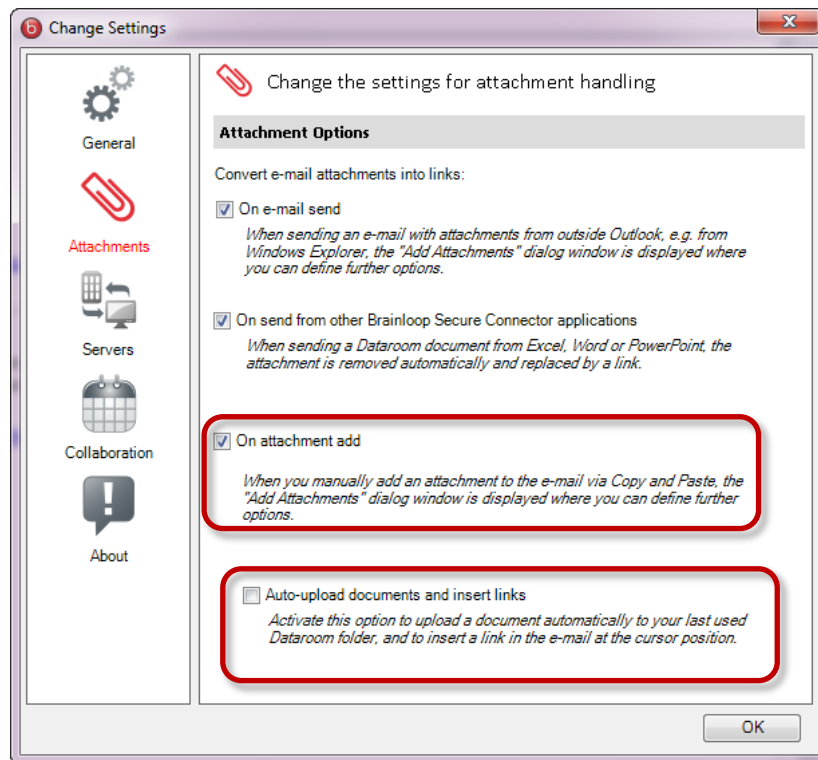 Change Settings
General
Attachments
Servers
Collaboration
About
Change the settings for attachment handling
Attachment Options
Convert e-mail attachments into links:
On e-mail send
When sending an e-mail with attachments from outside Outlook, e.g. from
Windows Explorer, the "Add Attachments" dialog window is displayed where
you can define further options.
On send from other Brainloop Secure Connector applications
When sending a Dataroom document from Excel, Word or PowerPoint, the
attachment is removed automatically and replaced by a link.
On attachment add
When you manually add an attachment to the e-mail via Copy and Paste, the
"Add Attachments" dialog window is displayed where you can define further
options.
Auto-upload documents and insert links
Activate this option to upload a document automatically to your last used
Dataroom folder, and to insert a link in the e-mail at the cursor position.
OK